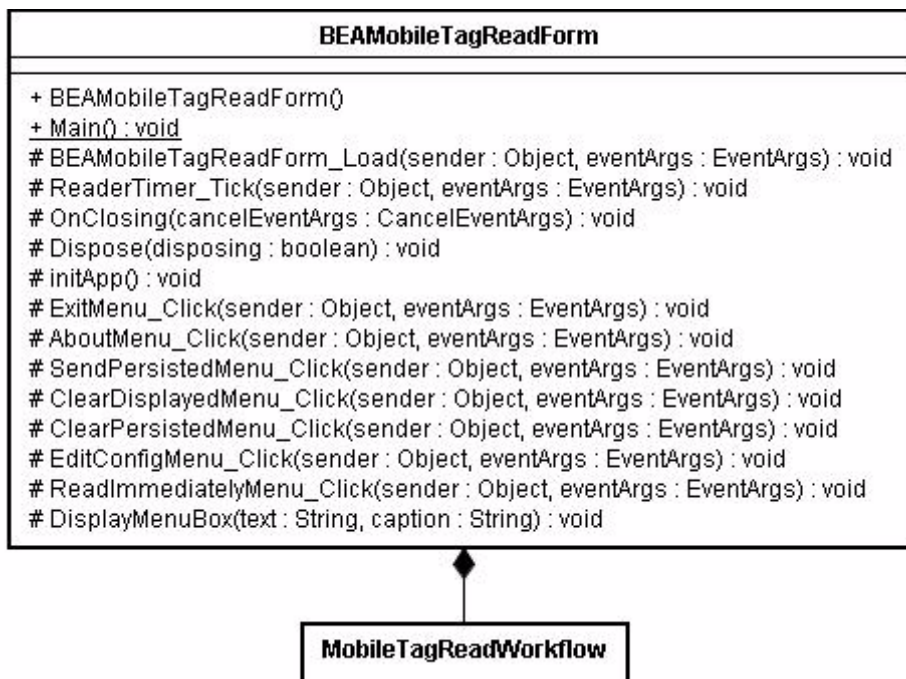 BEAMobileTagReadForm
+ BEAMobileTagReadForm()
+ Main() : void
# BEAMobileTagReadForm_Load(sender : Object, eventArgs : EventArgs) : void
# ReaderTimer_Tick(sender : Object, eventArgs : EventArgs) : void
# OnClosing(cancelEventArgs : CancelEventArgs) : void
# Dispose(disposing : boolean) : void
# initApp() : void
# ExitMenu_Click(sender : Object, eventArgs : EventArgs) : void
# AboutMenu_Click(sender : Object, eventArgs : EventArgs) : void
# SendPersistedMenu_Click(sender : Object, eventArgs : EventArgs) : void
# ClearDisplayedMenu_Click(sender : Object, eventArgs : EventArgs) : void
# ClearPersistedMenu_Click(sender : Object, eventArgs : EventArgs) : void
# EditConfigMenu_Click(sender : Object, eventArgs : EventArgs) : void
# ReadImmediatelyMenu_Click(sender : Object, eventArgs : EventArgs) : void
# DisplayMenuBox(text : String, caption : String) : void
MobileTagReadWorkflow